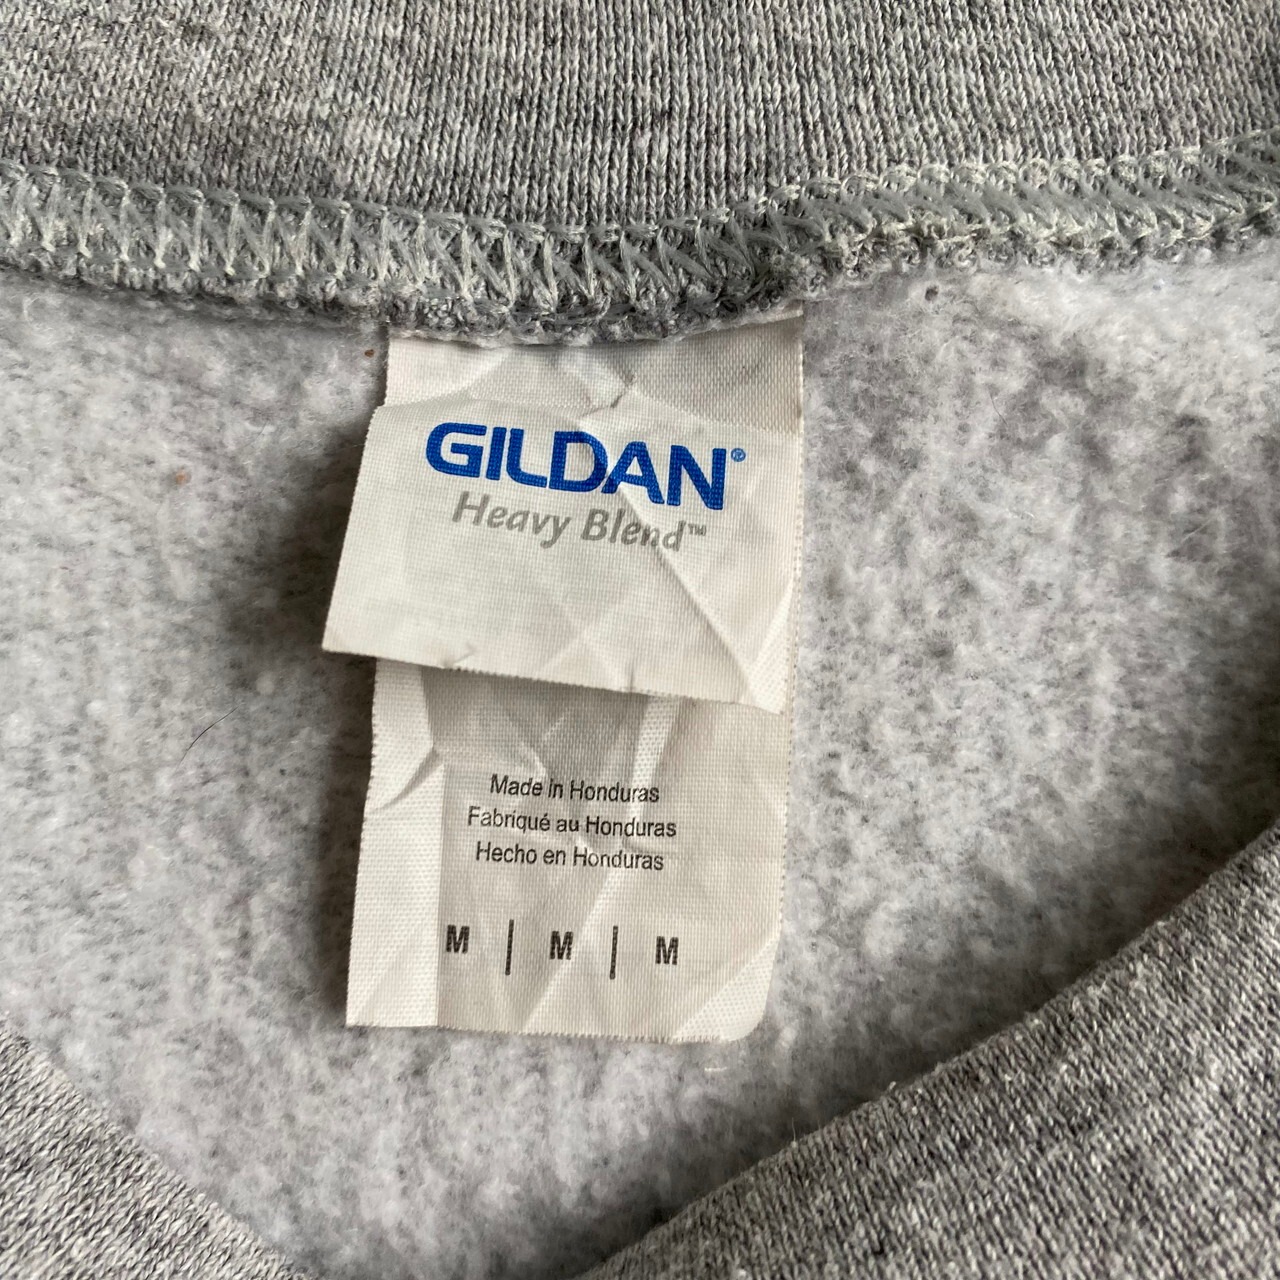 GILDAN®
Heavy Blend™
Made in Honduras
Fabriqué au Honduras
Hecho en Honduras
M | M | M